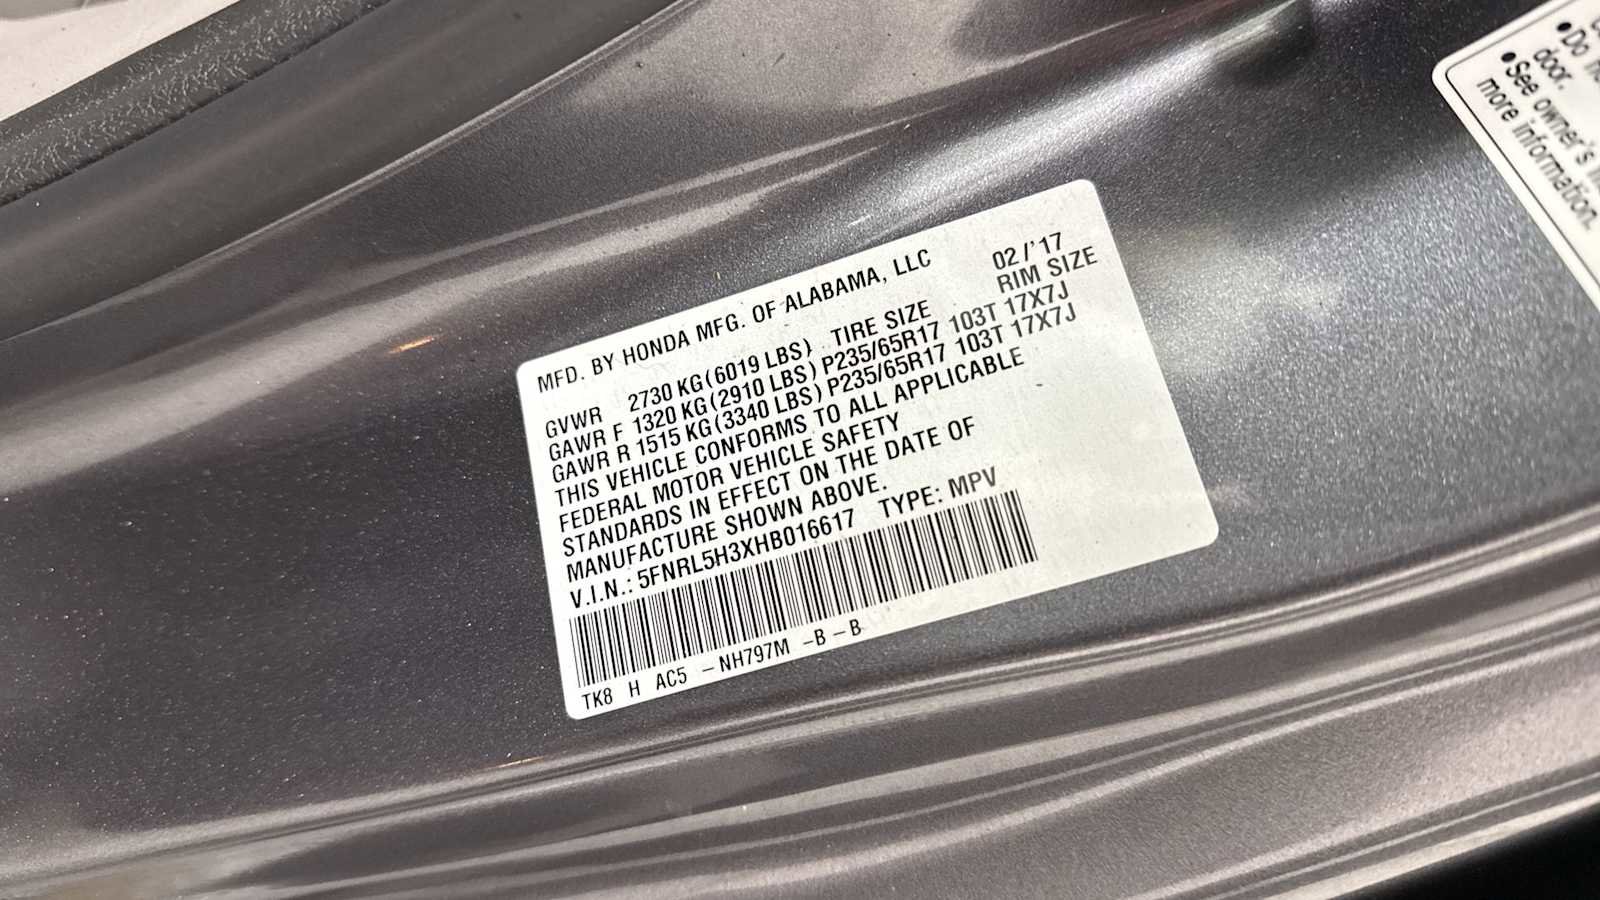 MFD. BY HONDA MFG. OF ALABAMA, LLC 02/'17
GVWR 2730 KG(6019 LBS) TIRE SIZE RIM SIZE
GAWR F 1320 KG(2910 LBS) P235/65R17 103T 17X7J
GAWR R 1515 KG(3340 LBS) P235/65R17 103T 17X7J
THIS VEHICLE CONFORMS TO ALL APPLICABLE
FEDERAL MOTOR VEHICLE SAFETY
STANDARDS IN EFFECT ON THE DATE OF
MANUFACTURE SHOWN ABOVE.
V.I.N.: 5FNRL5H3XHB016617 TYPE: MPV
TK8 H AC5 -NH797M -B-B
•Do
door.
•See owner's
more information.